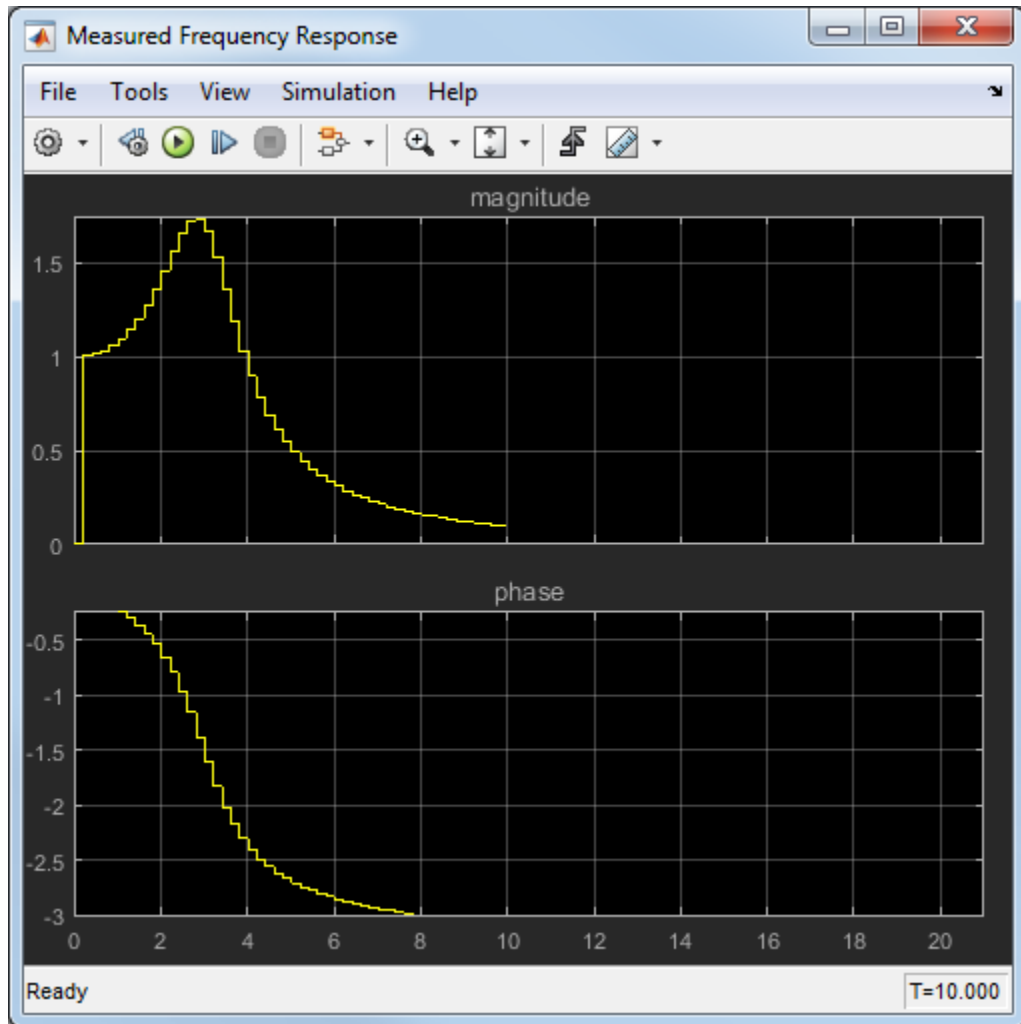 Measured Frequency Response
File Tools View Simulation Help
magnitude
1.5
1
0.5
0
phase
-0.5
-1
-1.5
-2
-2.5
-3
0 2 4 6 8 10 12 14 16 18 20
Ready T=10.000